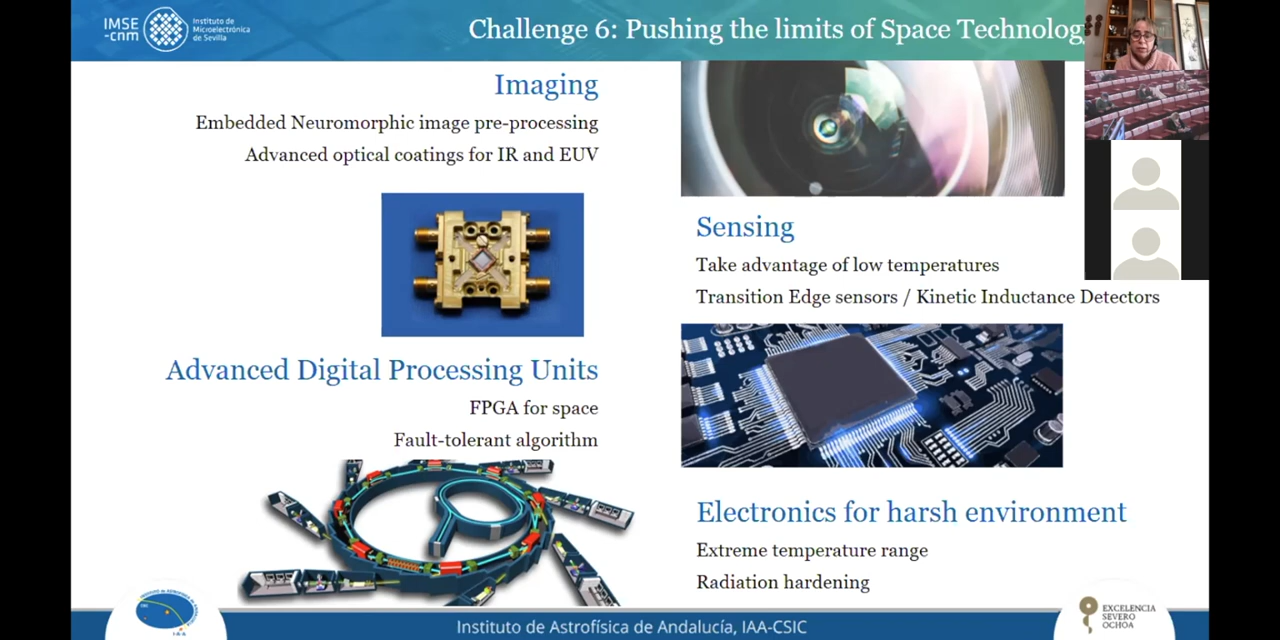 IMSE
-cnm
Instituto de
Microelectrónica
de Sevilla
Challenge 6: Pushing the limits of Space Technolog
Imaging
Embedded Neuromorphic image pre-processing
Advanced optical coatings for IR and EUV
Sensing
Take advantage of low temperatures
Transition Edge sensors / Kinetic Inductance Detectors
Advanced Digital Processing Units
FPGA for space
Fault-tolerant algorithm
Electronics for harsh environment
Extreme temperature range
Radiation hardening
Instituto de Astrofísica de Andalucía, IAA-CSIC
EXCELENCIA
SEVERO
OCHOA